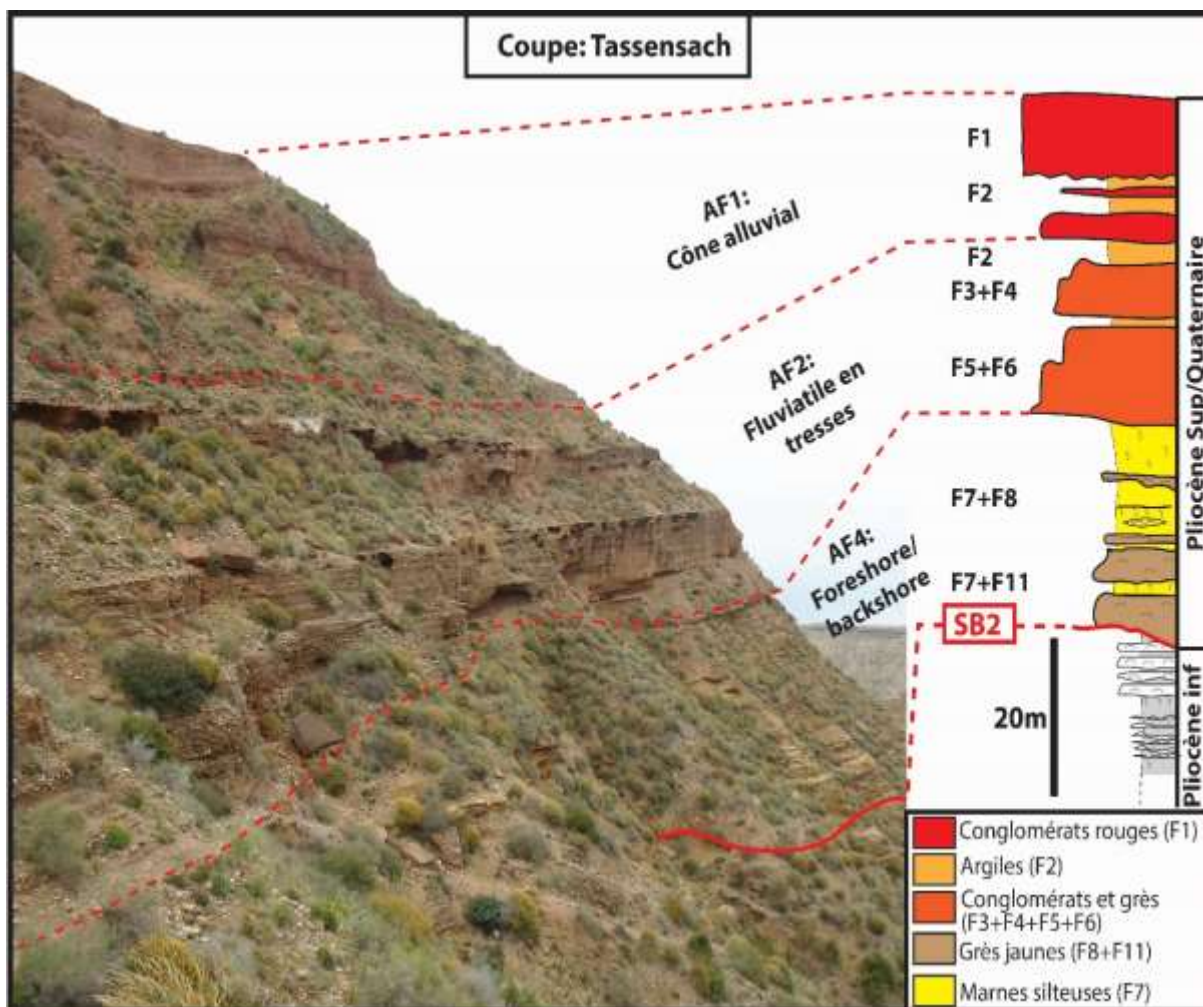 Coupe: Tassensach
F1
F2
AF1:
Cône alluvial
F2
F3+F4
AF2:
Fluviatile en
tresses
F5+F6
F7+F8
AF4:
Foreshore/
backshore
F7+F11
SB2
20m
Pliocène Sup/Quaternaire
Pliocène inf
Conglomérats rouges (F1)
Argiles (F2)
Conglomérats et grès
(F3+F4+F5+F6)
Grès jaunes (F8+F11)
Marnes silteuses (F7)